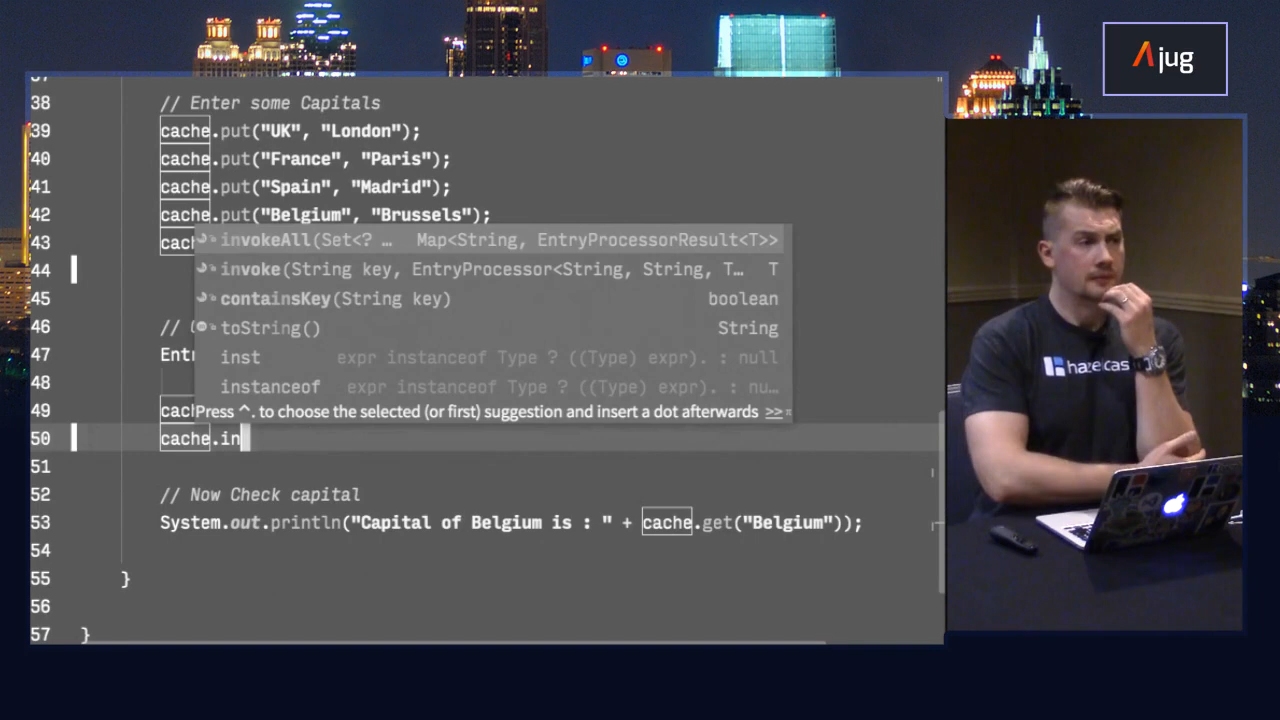 jug
38 // Enter some Capitals
39 cache.put("UK", "London");
40 cache.put("France", "Paris");
41 cache.put("Spain", "Madrid");
42 cache.put("Belgium", "Brussels");
43 cac
invokeAll(Set<? … Map<String, EntryProcessorResult<T>>
44
invoke(String key, EntryProcessor<String, String, T… T
45
containsKey(String key) boolean
46 //
toString() String
47 Entr
inst expr instanceof Type ? ((Type) expr). : null
48
instanceof expr instanceof Type ? ((Type) expr). : nu…
49 cac
Press ^. to choose the selected (or first) suggestion and insert a dot afterwards >>
50 cache.in
51
52 // Now Check capital
53 System.out.println("Capital of Belgium is : " + cache.get("Belgium"));
54
55 }
56
57 }
hazelcas